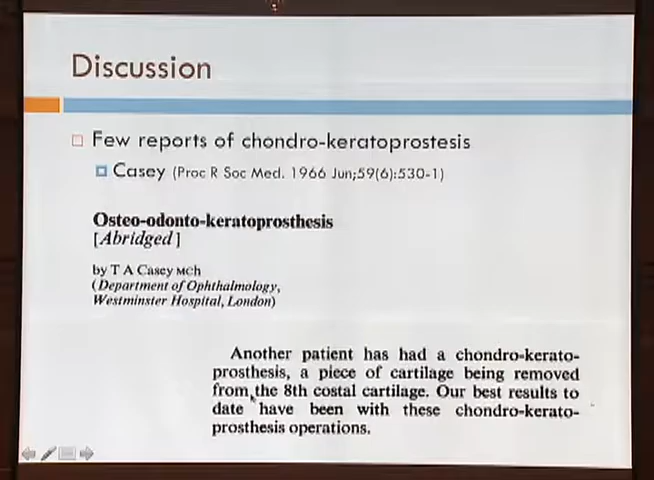 Discussion
Few reports of chondro-keratoprostesis
Casey (Proc R Soc Med. 1966 Jun;59(6):530-1)
Osteo-odonto-keratoprosthesis
[Abridged]
by T A Casey MCh
(Department of Ophthalmology,
Westminster Hospital, London)
Another patient has had a chondro-kerato-
prosthesis, a piece of cartilage being removed
from the 8th costal cartilage. Our best results to
date have been with these chondro-kerato-
prosthesis operations.